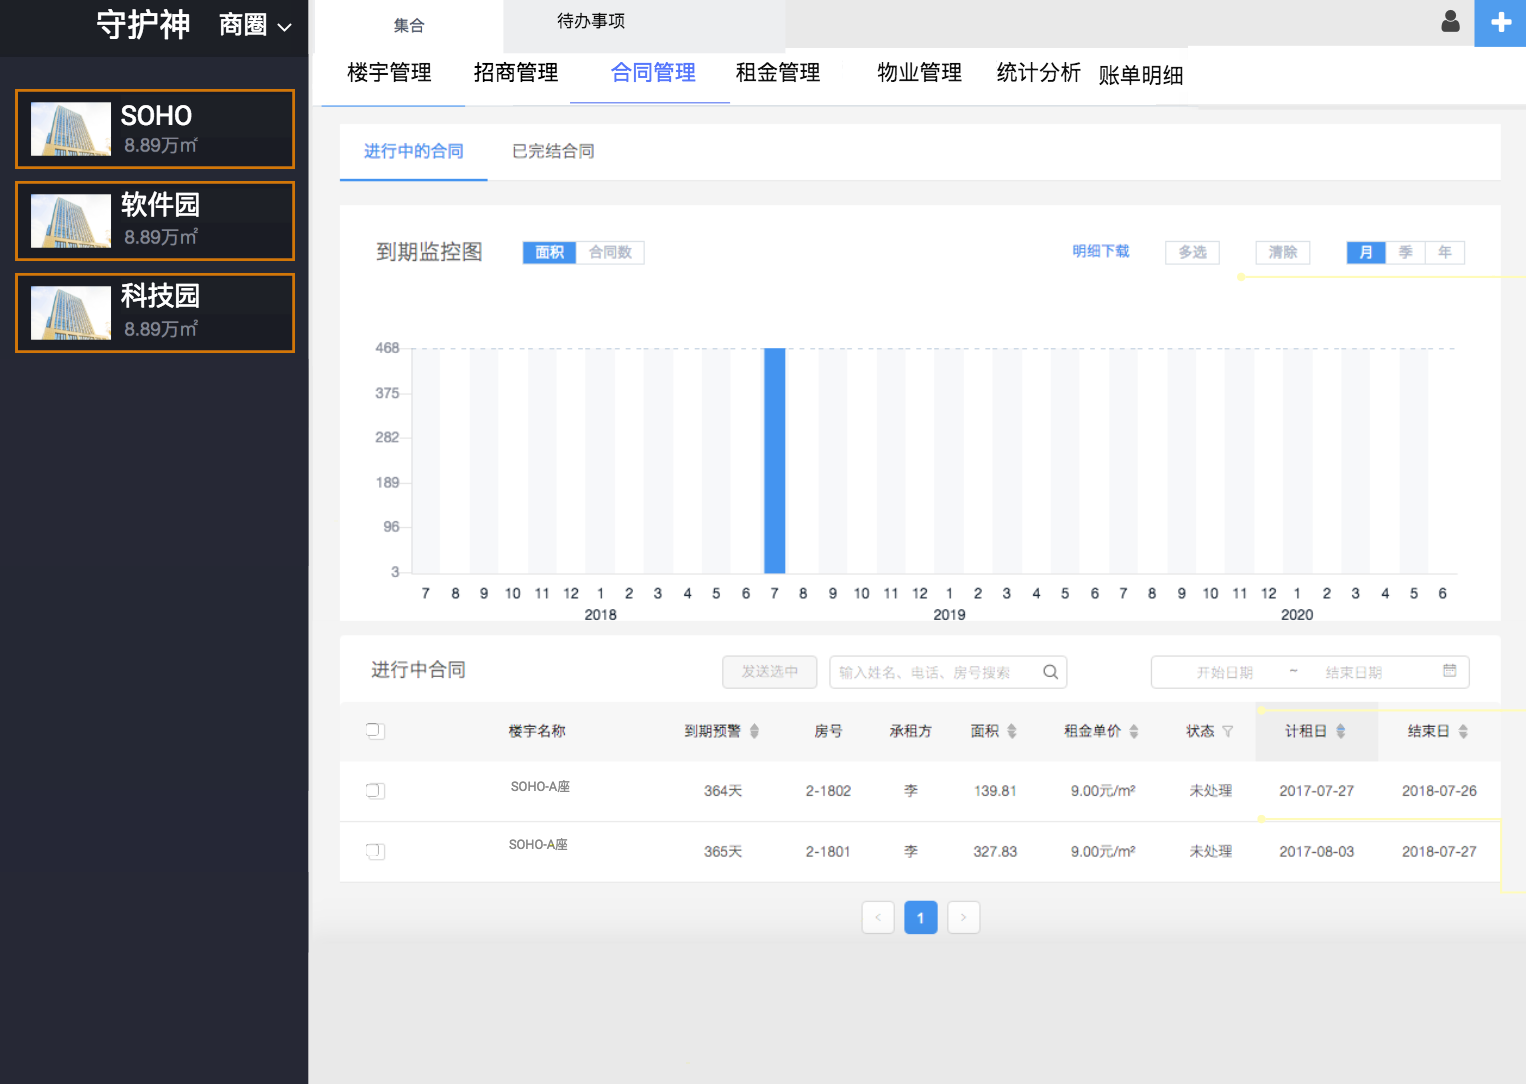 守护神 商圈
集合
待办事项
楼宇管理 招商管理 合同管理 租金管理 物业管理 统计分析 账单明细
SOHO
8.89万㎡
软件园
8.89万㎡
科技园
8.89万㎡
进行中的合同 已完结合同
到期监控图 面积 合同数 明细下载 多选 清除 月 季 年
468
375
282
189
96
3
7 8 9 10 11 12 1 2 3 4 5 6 7 8 9 10 11 12 1 2 3 4 5 6 7 8 9 10 11 12 1 2 3 4 5 6
2018 2019 2020
进行中合同 发送选中 输入姓名、电话、房号搜索 开始日期 ~ 结束日期
楼宇名称 到期预警 房号 承租方 面积 租金单价 状态 计租日 结束日
SOHO-A座 364天 2-1802 李 139.81 9.00元/m² 未处理 2017-07-27 2018-07-26
SOHO-A座 365天 2-1801 李 327.83 9.00元/m² 未处理 2017-08-03 2018-07-27
< 1 >